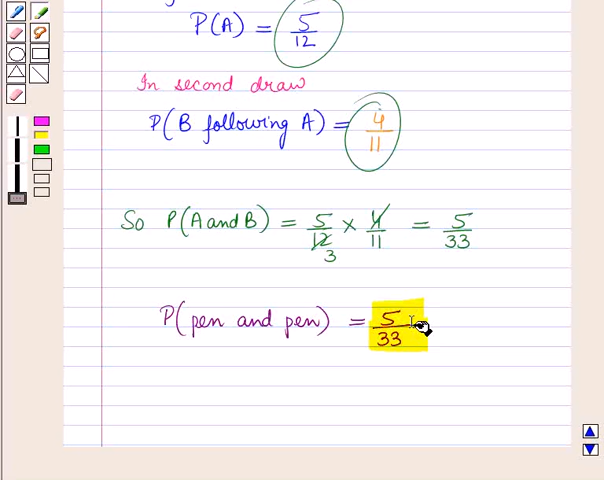 P(A) = 5/12
In second draw
P(B following A) = 4/11
So P(A and B) = 5/12 3 × 4/11 = 5/33
P(pen and pen) = 5/33